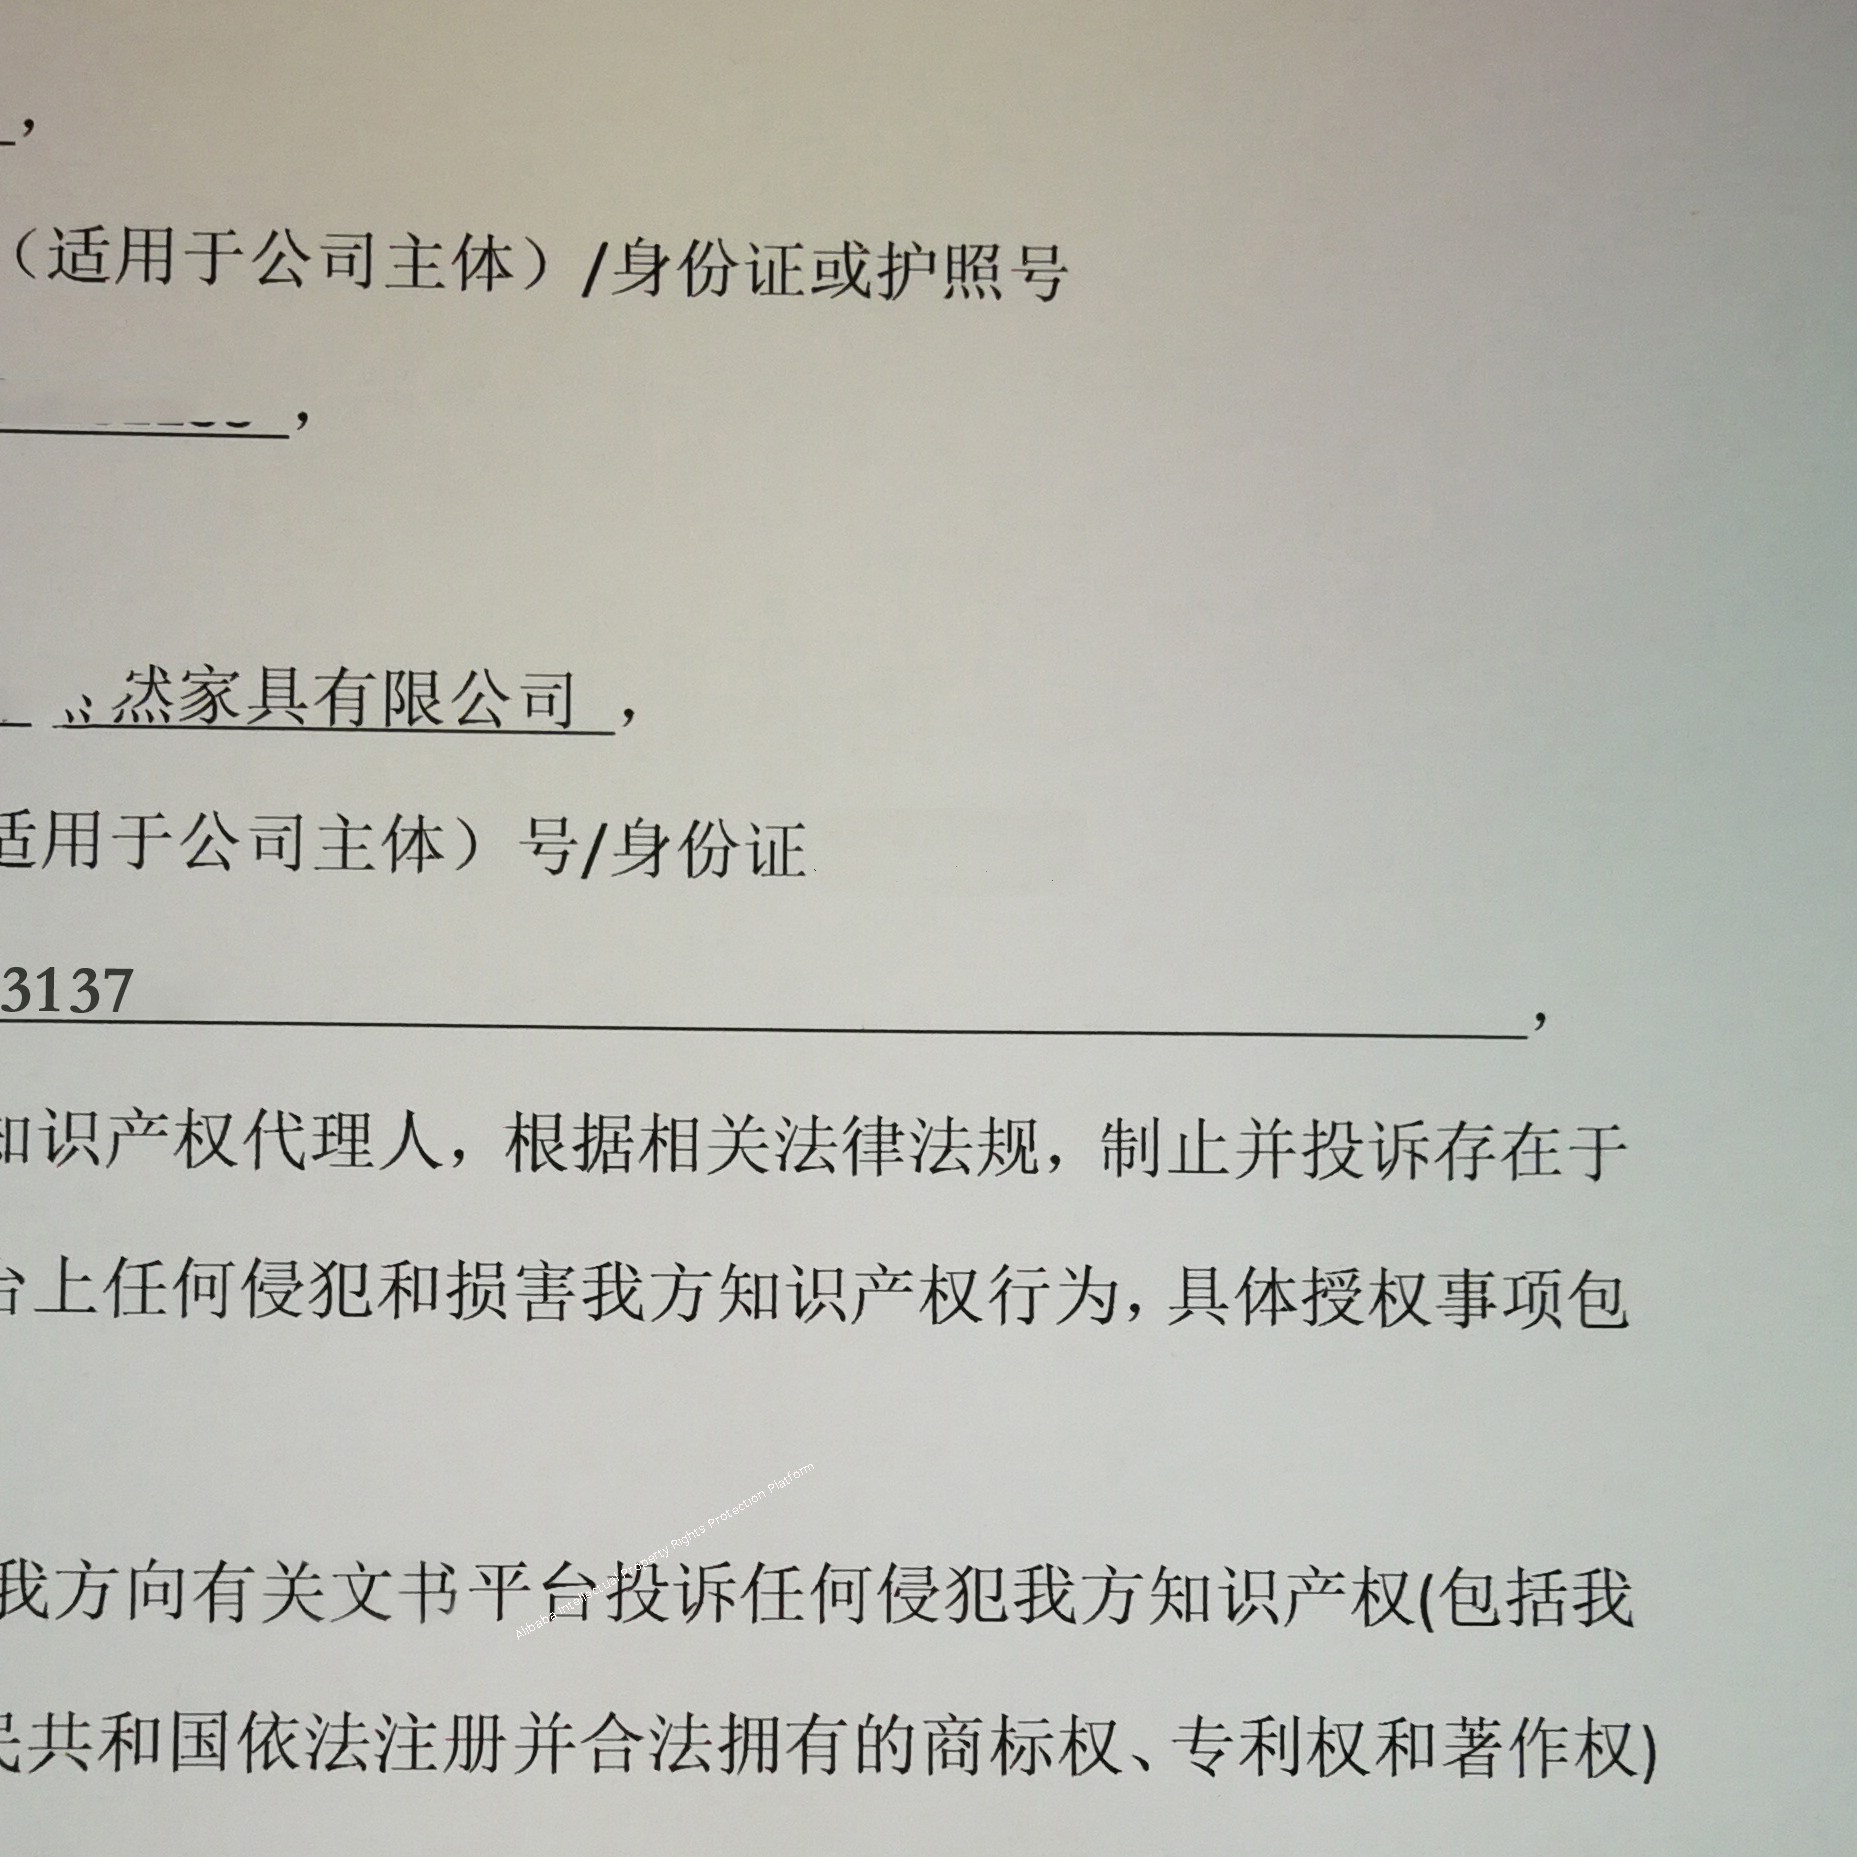 ，
（适用于公司主体）/身份证或护照号
，
然家具有限公司，
适用于公司主体）号/身份证
3137，
知识产权代理人，根据相关法律法规，制止并投诉存在于
台上任何侵犯和损害我方知识产权行为，具体授权事项包
Alibaba Intellectual Property Rights Protection Platform
我方向有关文书平台投诉任何侵犯我方知识产权(包括我
民共和国依法注册并合法拥有的商标权、专利权和著作权)